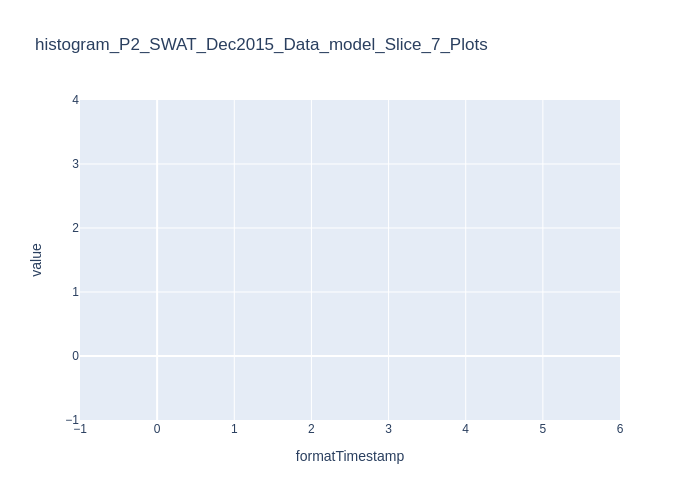 histogram_P2_SWAT_Dec2015_Data_model_Slice_7_Plots
4
3
2
1
0
−1
value
−1 0 1 2 3 4 5 6
formatTimestamp